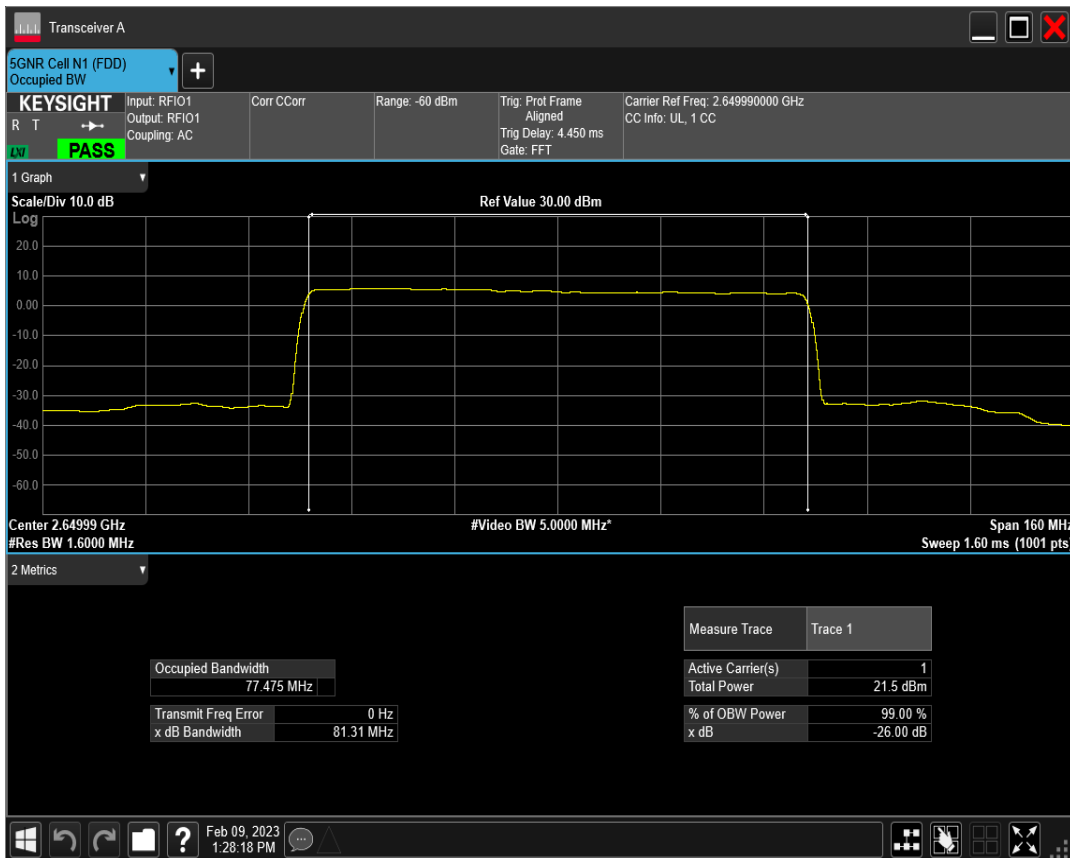 Transceiver A
5GNR Cell N1 (FDD)
Occupied BW
KEYSIGHT
R T
LXI
PASS
Input: RFIO1
Output: RFIO1
Coupling: AC
Corr CCorr
Range: -60 dBm
Trig: Prot Frame
Aligned
Trig Delay: 4.450 ms
Gate: FFT
Carrier Ref Freq: 2.649990000 GHz
CC Info: UL, 1 CC
1 Graph
Scale/Div 10.0 dB
Ref Value 30.00 dBm
Log
20.0
10.0
0.00
-10.0
-20.0
-30.0
-40.0
-50.0
-60.0
Center 2.64999 GHz
#Video BW 5.0000 MHz*
Span 160 MHz
#Res BW 1.6000 MHz
Sweep 1.60 ms (1001 pts)
2 Metrics
Measure Trace Trace 1
Occupied Bandwidth
77.475 MHz
Active Carrier(s) 1
Total Power 21.5 dBm
Transmit Freq Error 0 Hz
x dB Bandwidth 81.31 MHz
% of OBW Power 99.00 %
x dB -26.00 dB
?
Feb 09, 2023
1:28:18 PM